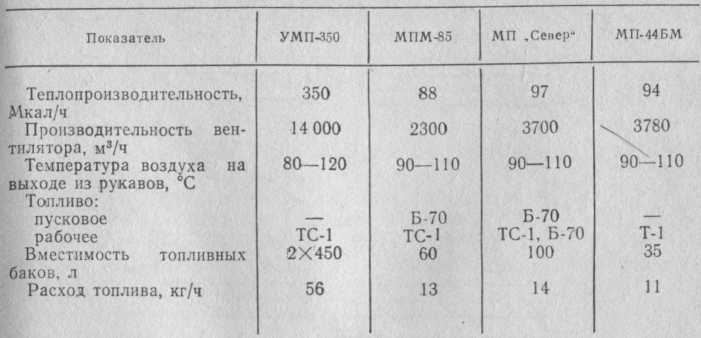 Показатель УМП-350 МПМ-85 МП „Север“ МП-44БМ
Теплопроизводительность, 350 88 97 94
Мкал/ч
Производительность вен- 14 000 2300 3700 3780
тилятора, м³/ч
Температура воздуха на 80—120 90—110 90—110 90—110
выходе из рукавов, °С
Топливо:
пусковое — Б-70 Б-70 —
рабочее ТС-1 ТС-1 ТС-1, Б-70 Т-1
Вместимость топливных 2×450 60 100 35
баков, л
Расход топлива, кг/ч 56 13 14 11